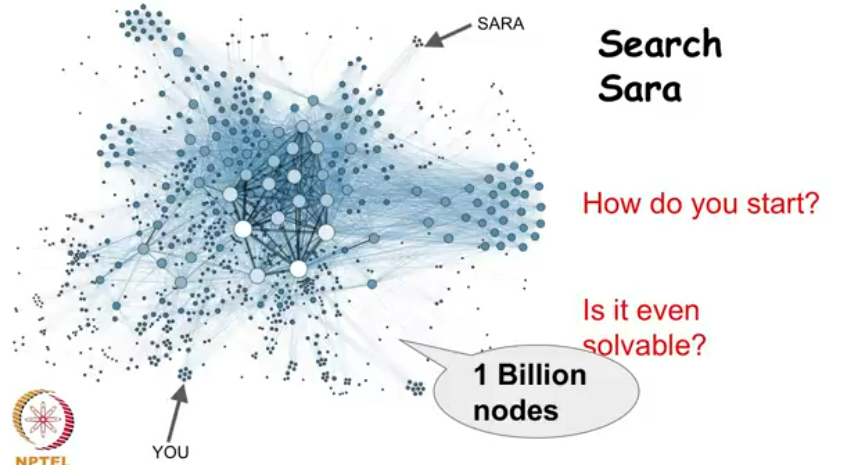 SARA
Search
Sara
How do you start?
Is it even
solvable?
1 Billion
nodes
YOU
NPTEL